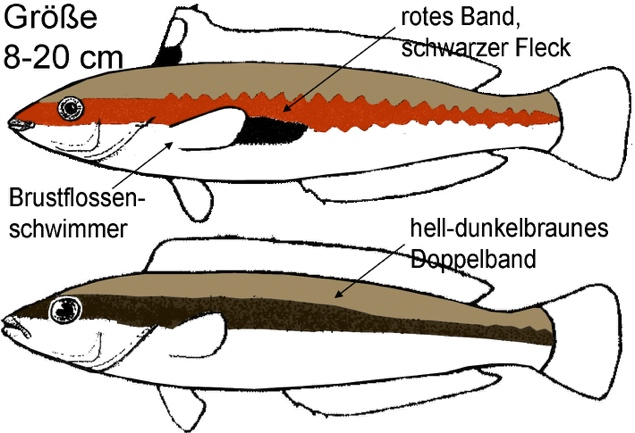 Größe
8-20 cm
rotes Band,
schwarzer Fleck
Brustflossen-
schwimmer
hell-dunkelbraunes
Doppelband